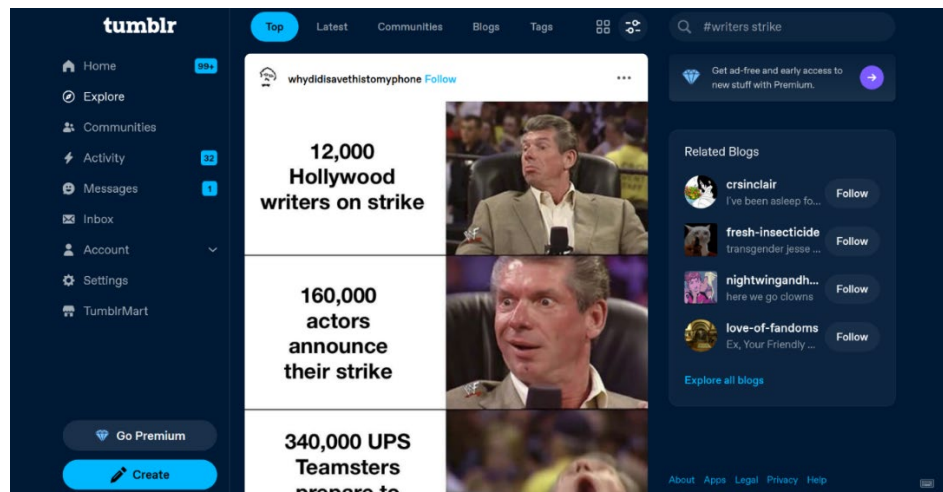 tumblr
Home 99+
Explore
Communities
Activity 32
Messages 1
Inbox
Account
Settings
TumblrMart
Go Premium
Create
Top Latest Communities Blogs Tags
whydidisavethistomyphone Follow
12,000
Hollywood
writers on strike
160,000
actors
announce
their strike
340,000 UPS
Teamsters
prepare to
#writers strike
Get ad-free and early access to
new stuff with Premium.
Related Blogs
crsinclair
I've been asleep fo...
Follow
fresh-insecticide
transgender jesse ...
Follow
nightwingandh...
here we go clowns
Follow
love-of-fandoms
Ex, Your Friendly ...
Follow
Explore all blogs
About Apps Legal Privacy Help